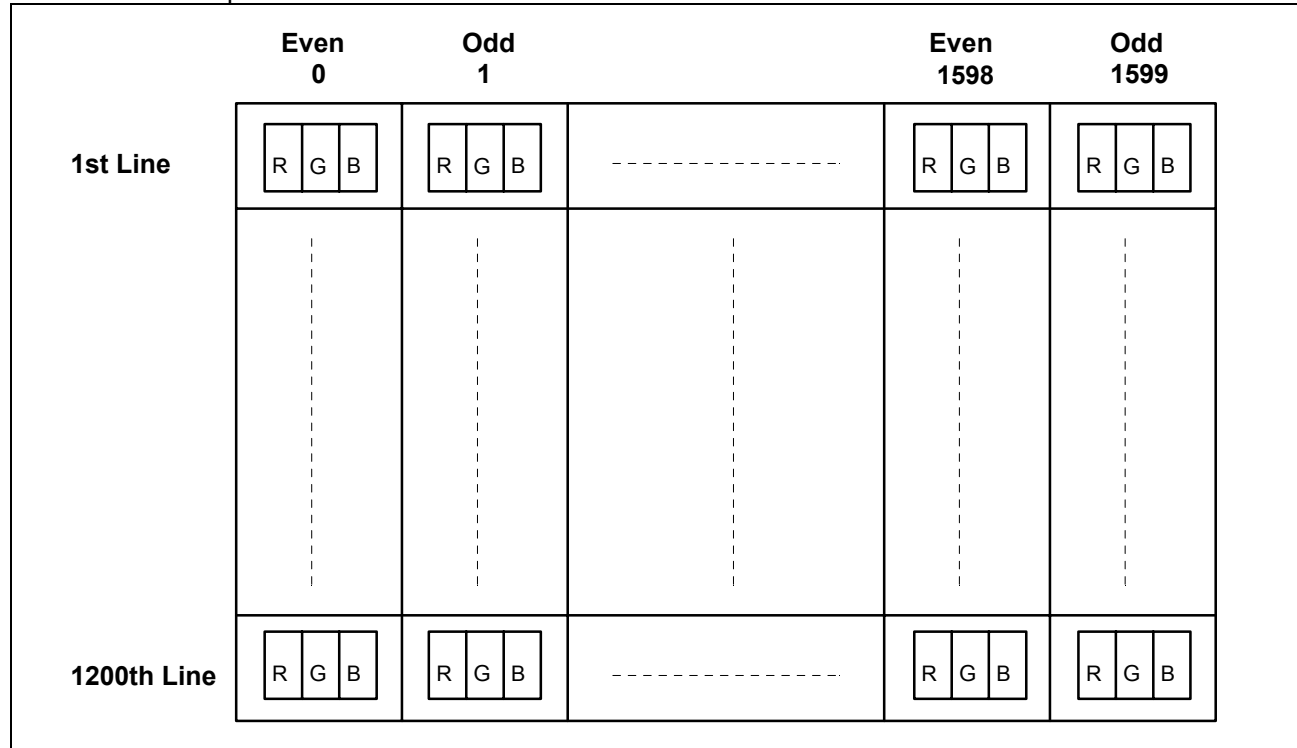 Even Odd Even Odd
0 1 1598 1599
1st Line R G B R G B R G B R G B
1200th Line R G B R G B R G B R G B